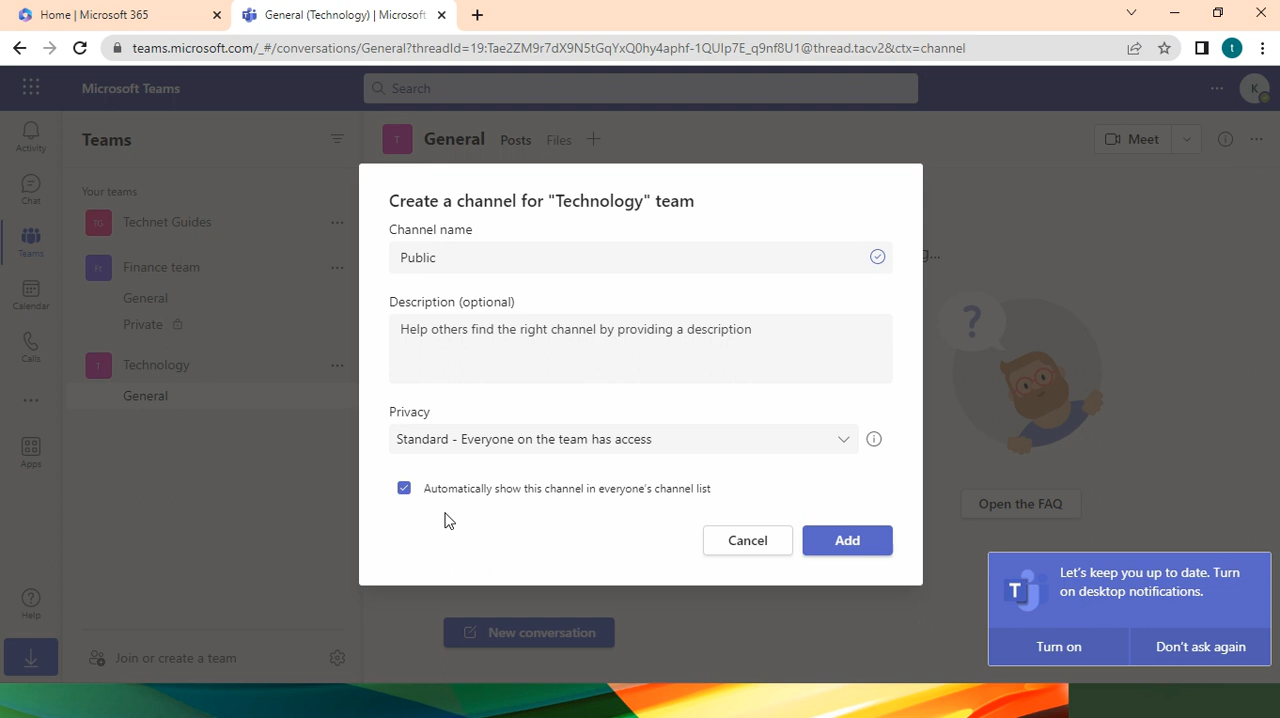 Home | Microsoft 365
General (Technology) | Microsoft
teams.microsoft.com/_#/conversations/General?threadId=19:Tae2ZM9r7dX9N5tGqYxQ0hy4aphf-1QUIp7E_q9nf8U1@thread.tacv2&ctx=channel
t
Microsoft Teams
Search
K
Activity
Chat
Teams
Calendar
Calls
Apps
Help
Teams
Your teams
TG Technet Guides
Ft Finance team
General
Private
T Technology
General
Join or create a team
T General Posts Files
Meet
Create a channel for "Technology" team
Channel name
Public
Description (optional)
Help others find the right channel by providing a description
Privacy
Standard - Everyone on the team has access
Automatically show this channel in everyone's channel list
Cancel
Add
g...
?
Open the FAQ
New conversation
T
Let's keep you up to date. Turn
on desktop notifications.
Turn on
Don't ask again